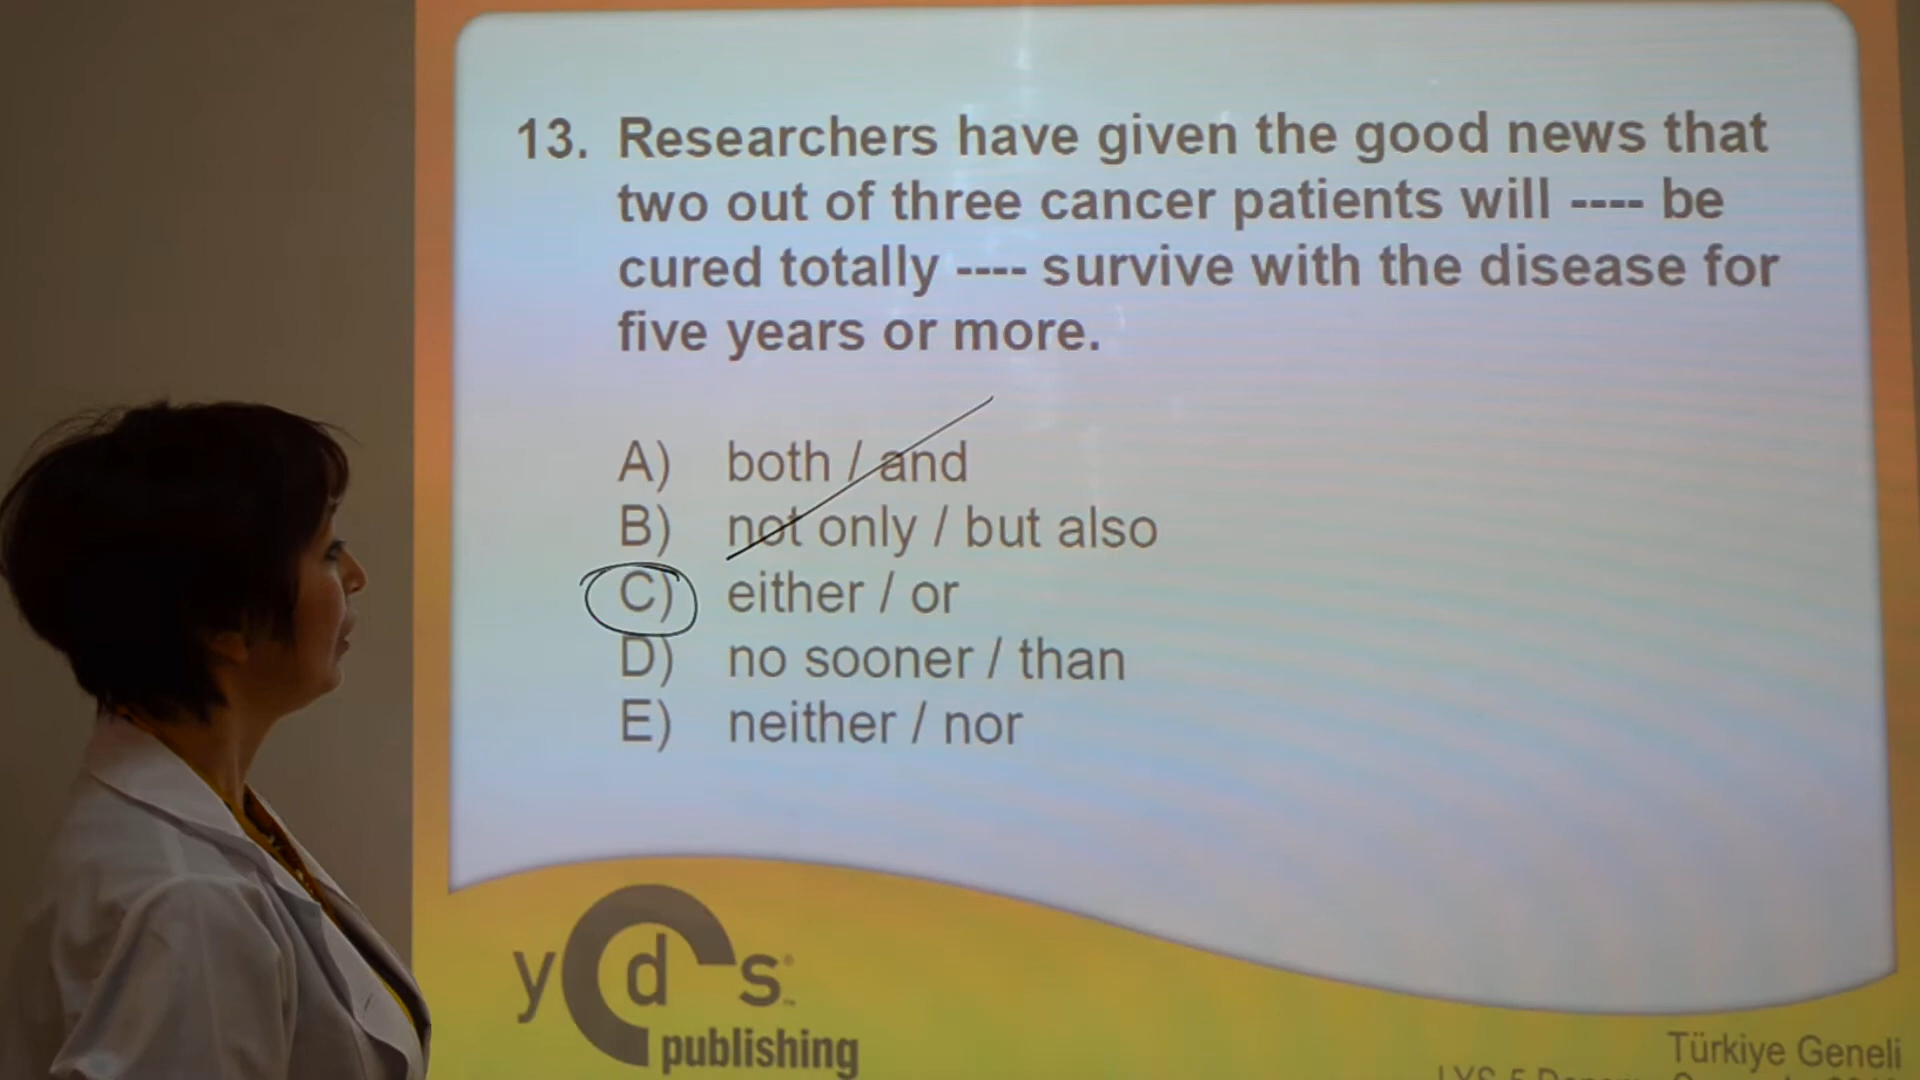 13. Researchers have given the good news that
two out of three cancer patients will ---- be
cured totally ---- survive with the disease for
five years or more.
A) both / and
B) not only / but also
C) either / or
D) no sooner / than
E) neither / nor
yds
publishing
Türkiye Geneli
LYS-5